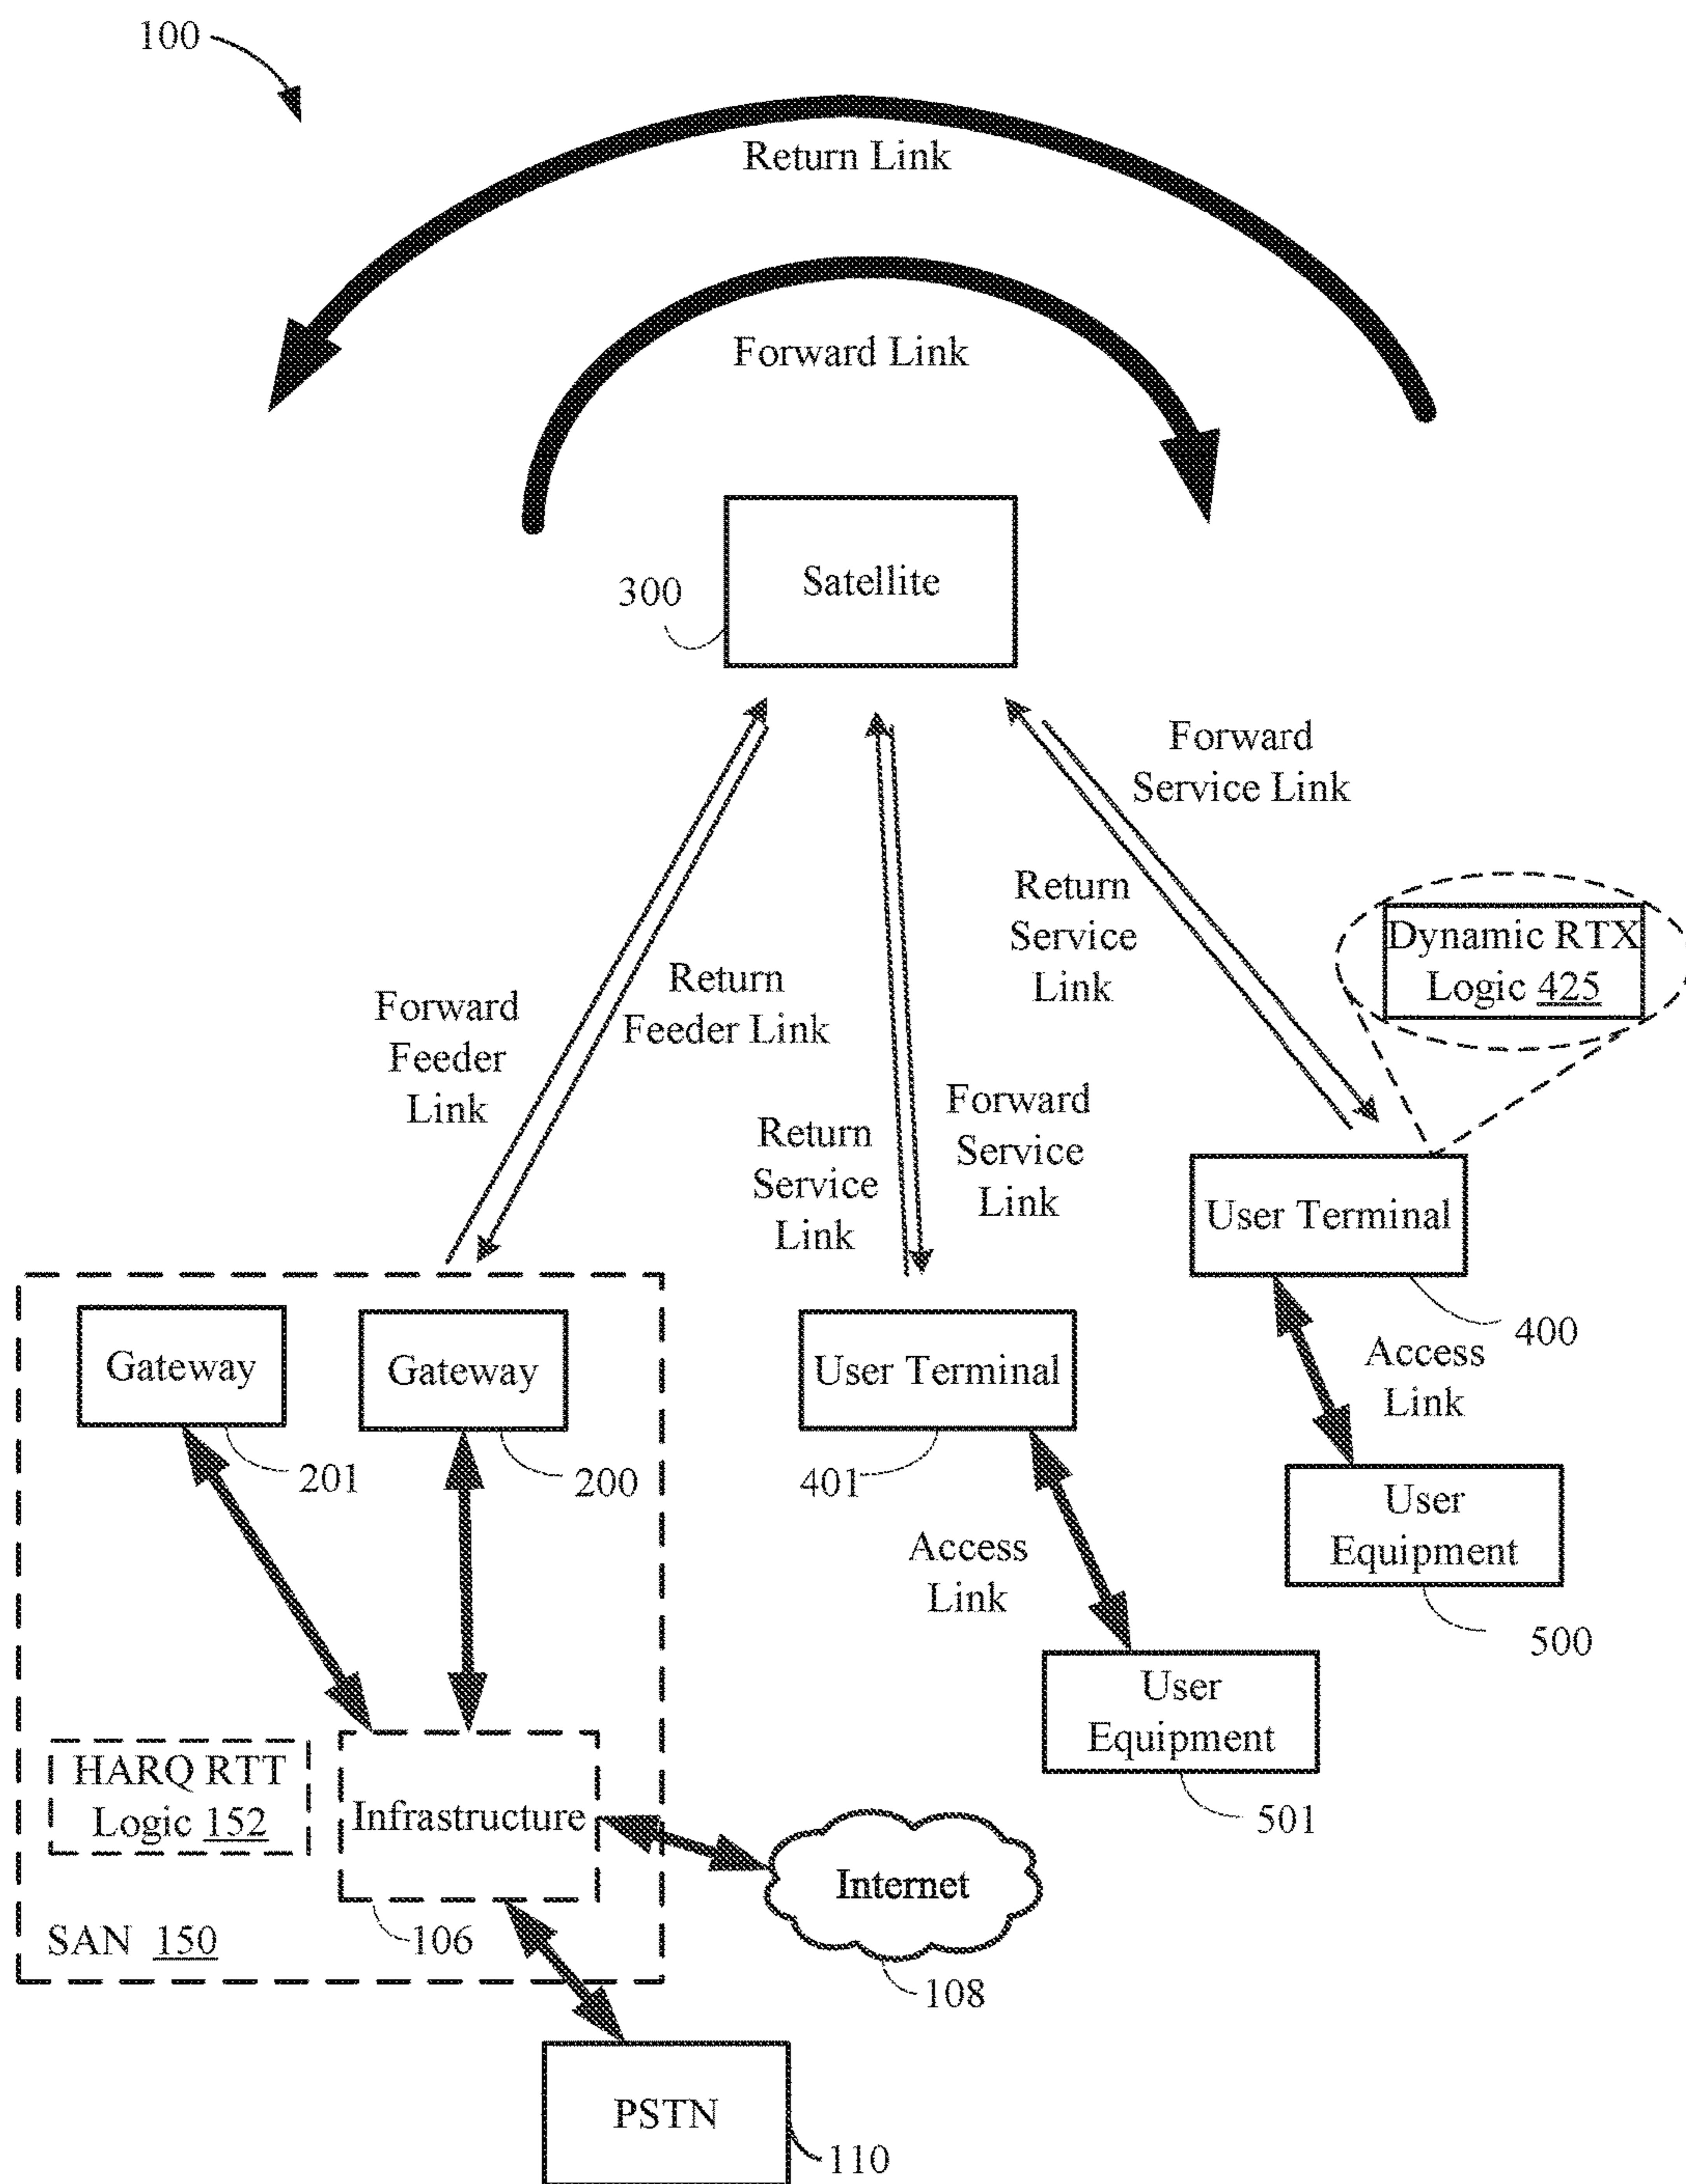 100
Return Link
Forward Link
Satellite
300
Forward
Service Link
Return
Service
Link
Dynamic RTX
Logic 425
Return
Feeder Link
Forward
Feeder
Link
Return
Service
Link
Forward
Service
Link
User Terminal
400
Gateway
201
Gateway
200
User Terminal
401
Access
Link
User
Equipment
500
Access
Link
User
Equipment
501
HARQ RTT
Logic 152
Infrastructure
106
SAN 150
Internet
108
PSTN
110